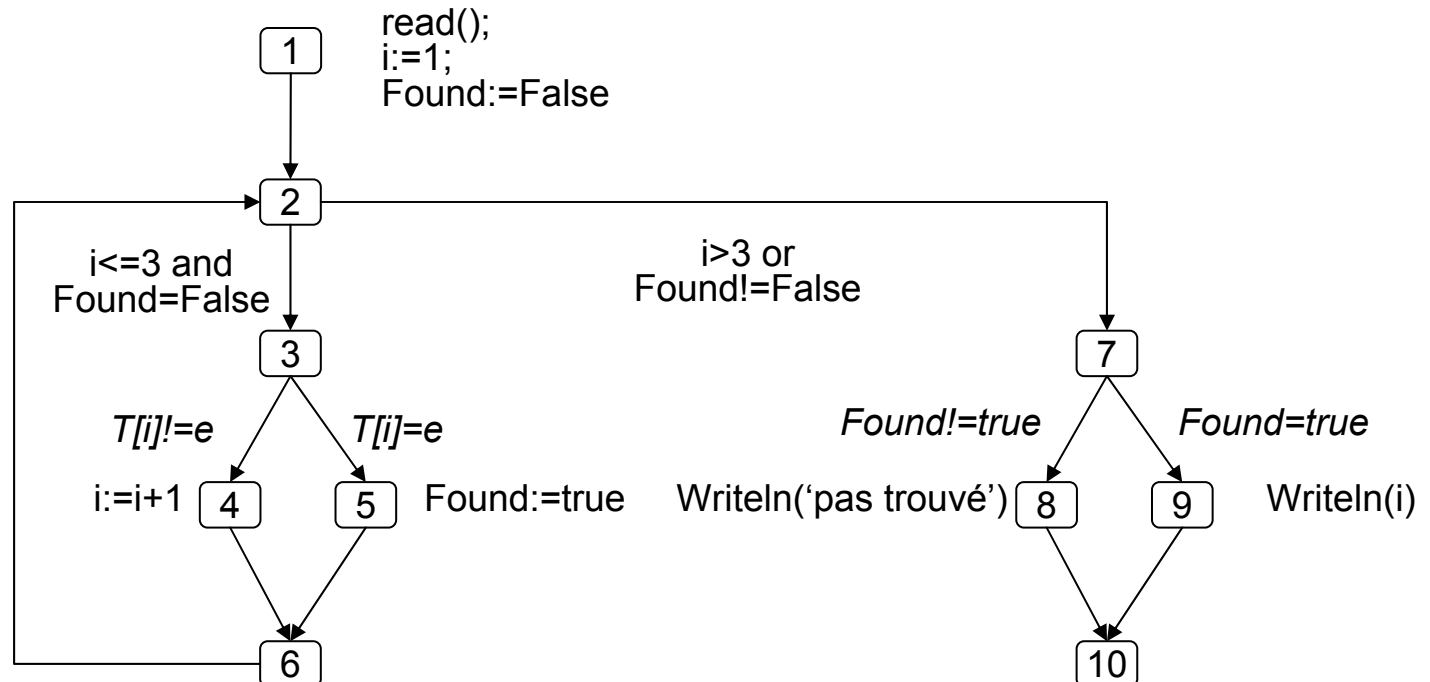 1
read();
i:=1;
Found:=False
2
i<=3 and
Found=False
i>3 or
Found!=False
3
7
T[i]!=e
T[i]=e
Found!=true
Found=true
i:=i+1
4
5
Found:=true
Writeln(‘pas trouvé’)
8
9
Writeln(i)
6
10